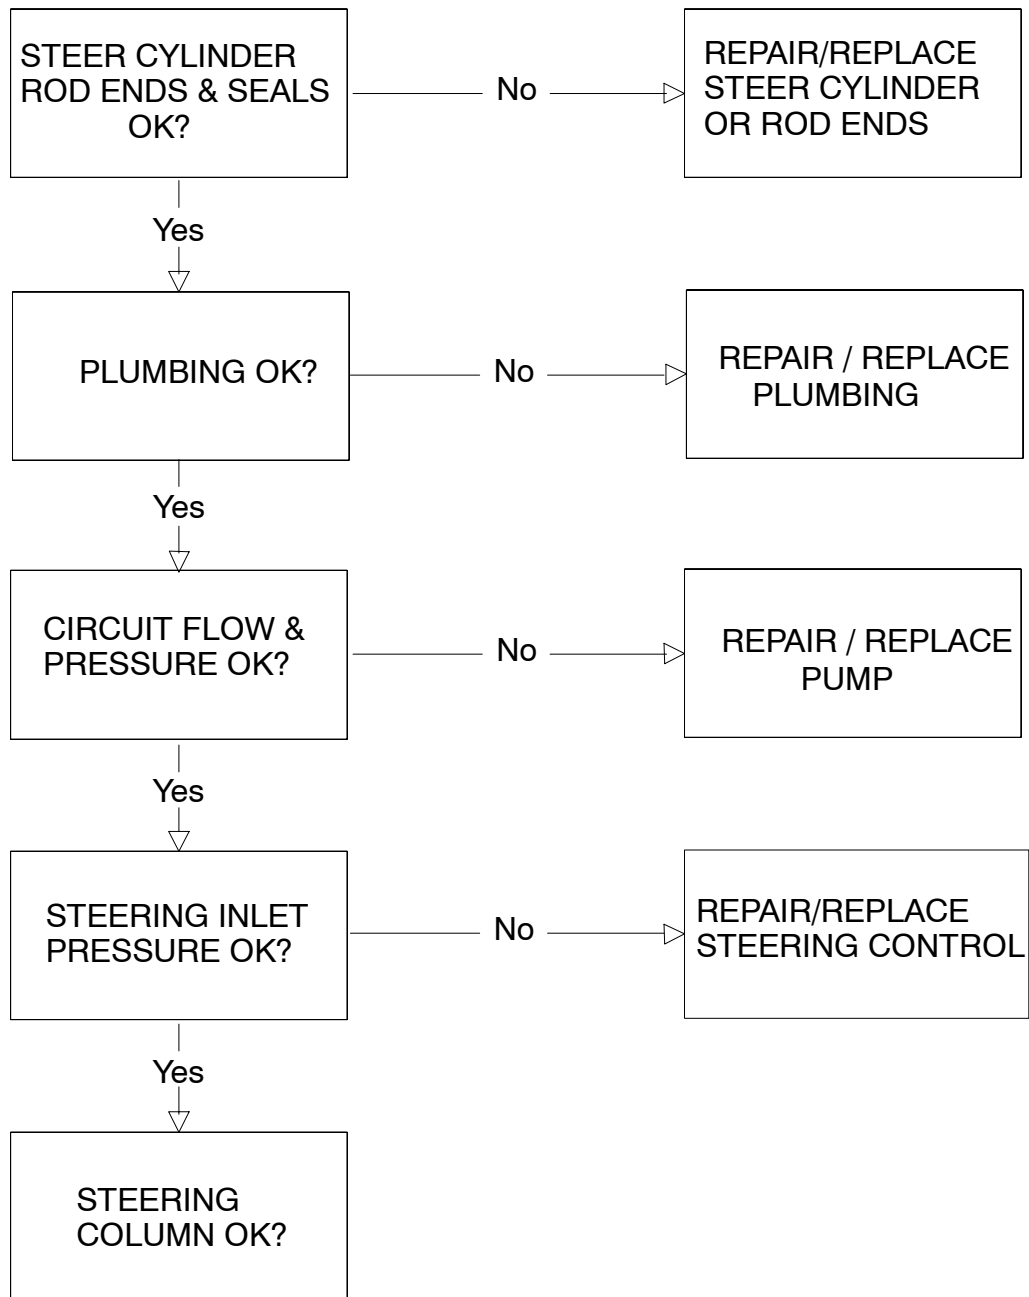 STEER CYLINDER
ROD ENDS & SEALS
OK?
No
REPAIR/REPLACE
STEER CYLINDER
OR ROD ENDS
Yes
PLUMBING OK?
No
REPAIR / REPLACE
PLUMBING
Yes
CIRCUIT FLOW &
PRESSURE OK?
No
REPAIR / REPLACE
PUMP
Yes
STEERING INLET
PRESSURE OK?
No
REPAIR/REPLACE
STEERING CONTROL
Yes
STEERING
COLUMN OK?